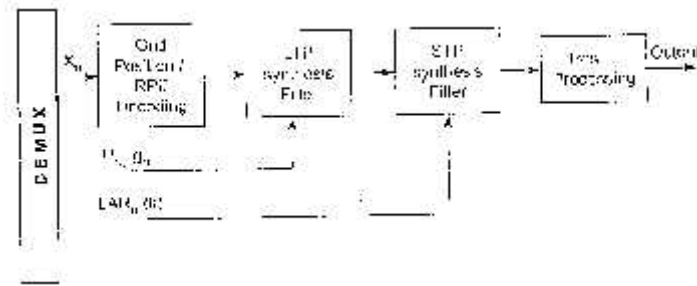 DEMUX
Xn
Grid
Position /
RPE
Decoding
LTP
synthesis
Filter
STP
synthesis
Filter
Post
Processing
Output
LARn(k)